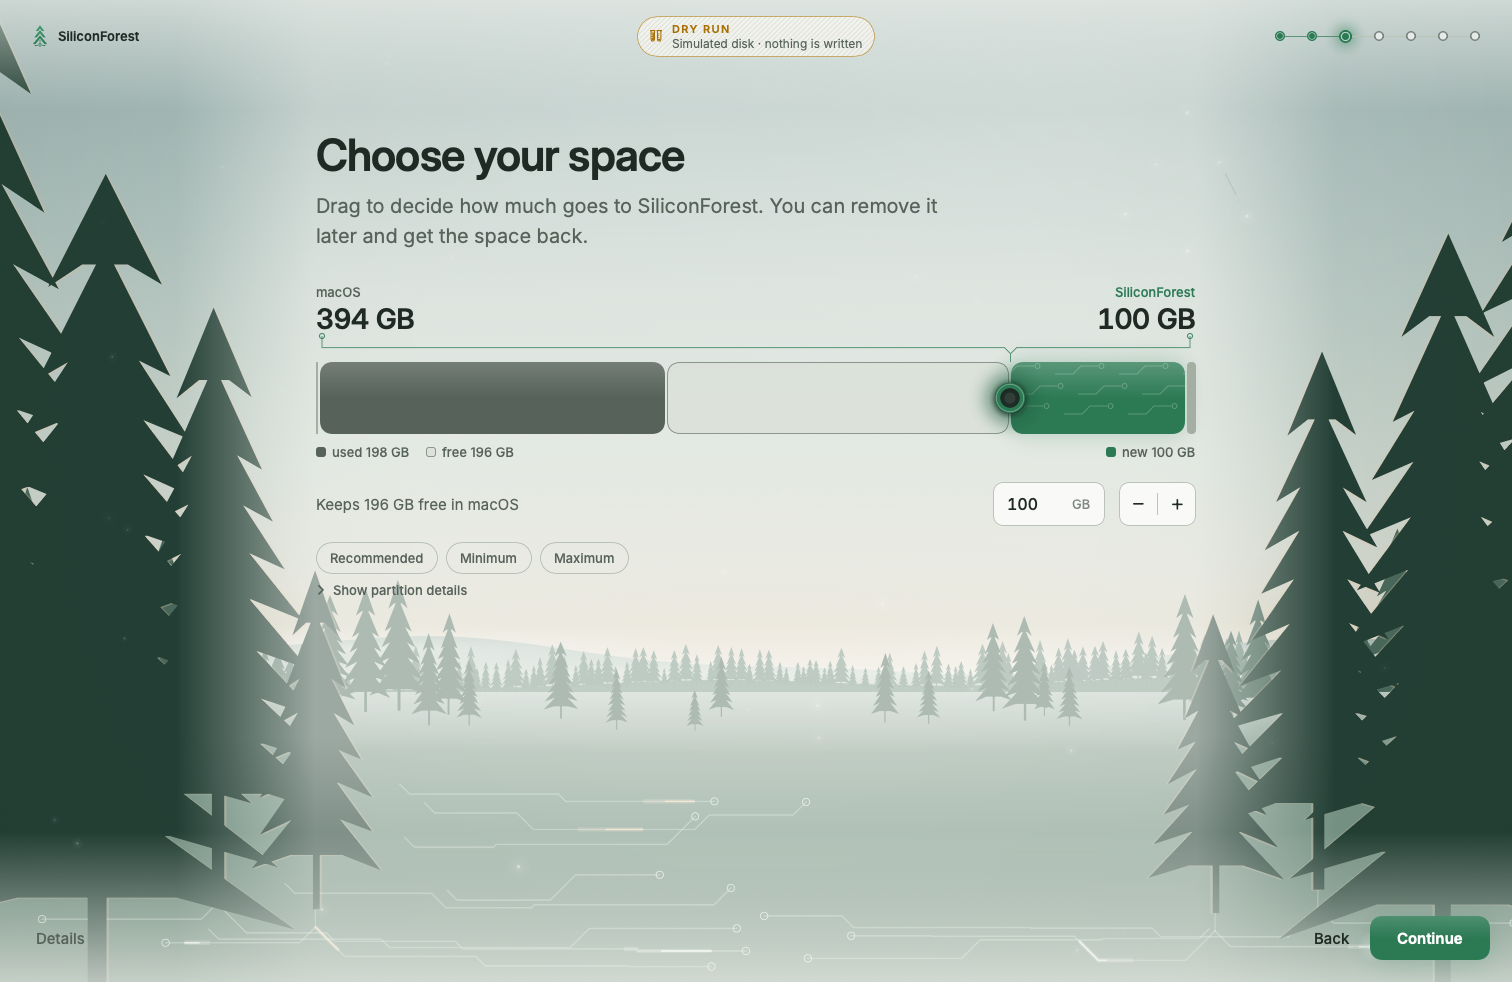 SiliconForest
DRY RUN
Simulated disk · nothing is written
Choose your space
Drag to decide how much goes to SiliconForest. You can remove it
later and get the space back.
macOS
SiliconForest
394 GB
100 GB
used 198 GB
free 196 GB
new 100 GB
Keeps 196 GB free in macOS
100 GB
− +
Recommended
Minimum
Maximum
Show partition details
Details
Back
Continue